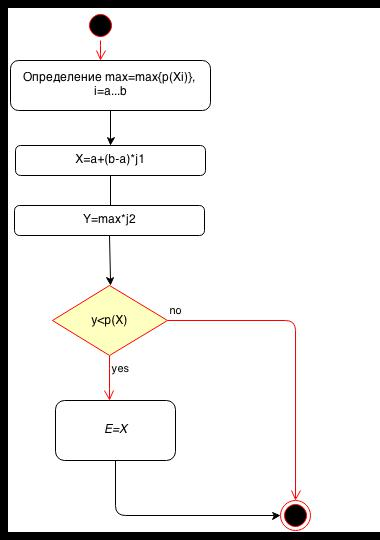 Определение max=max{p(Xi)},
i=a...b
X=a+(b-a)*j1
Y=max*j2
y<p(X)
no
yes
E=X